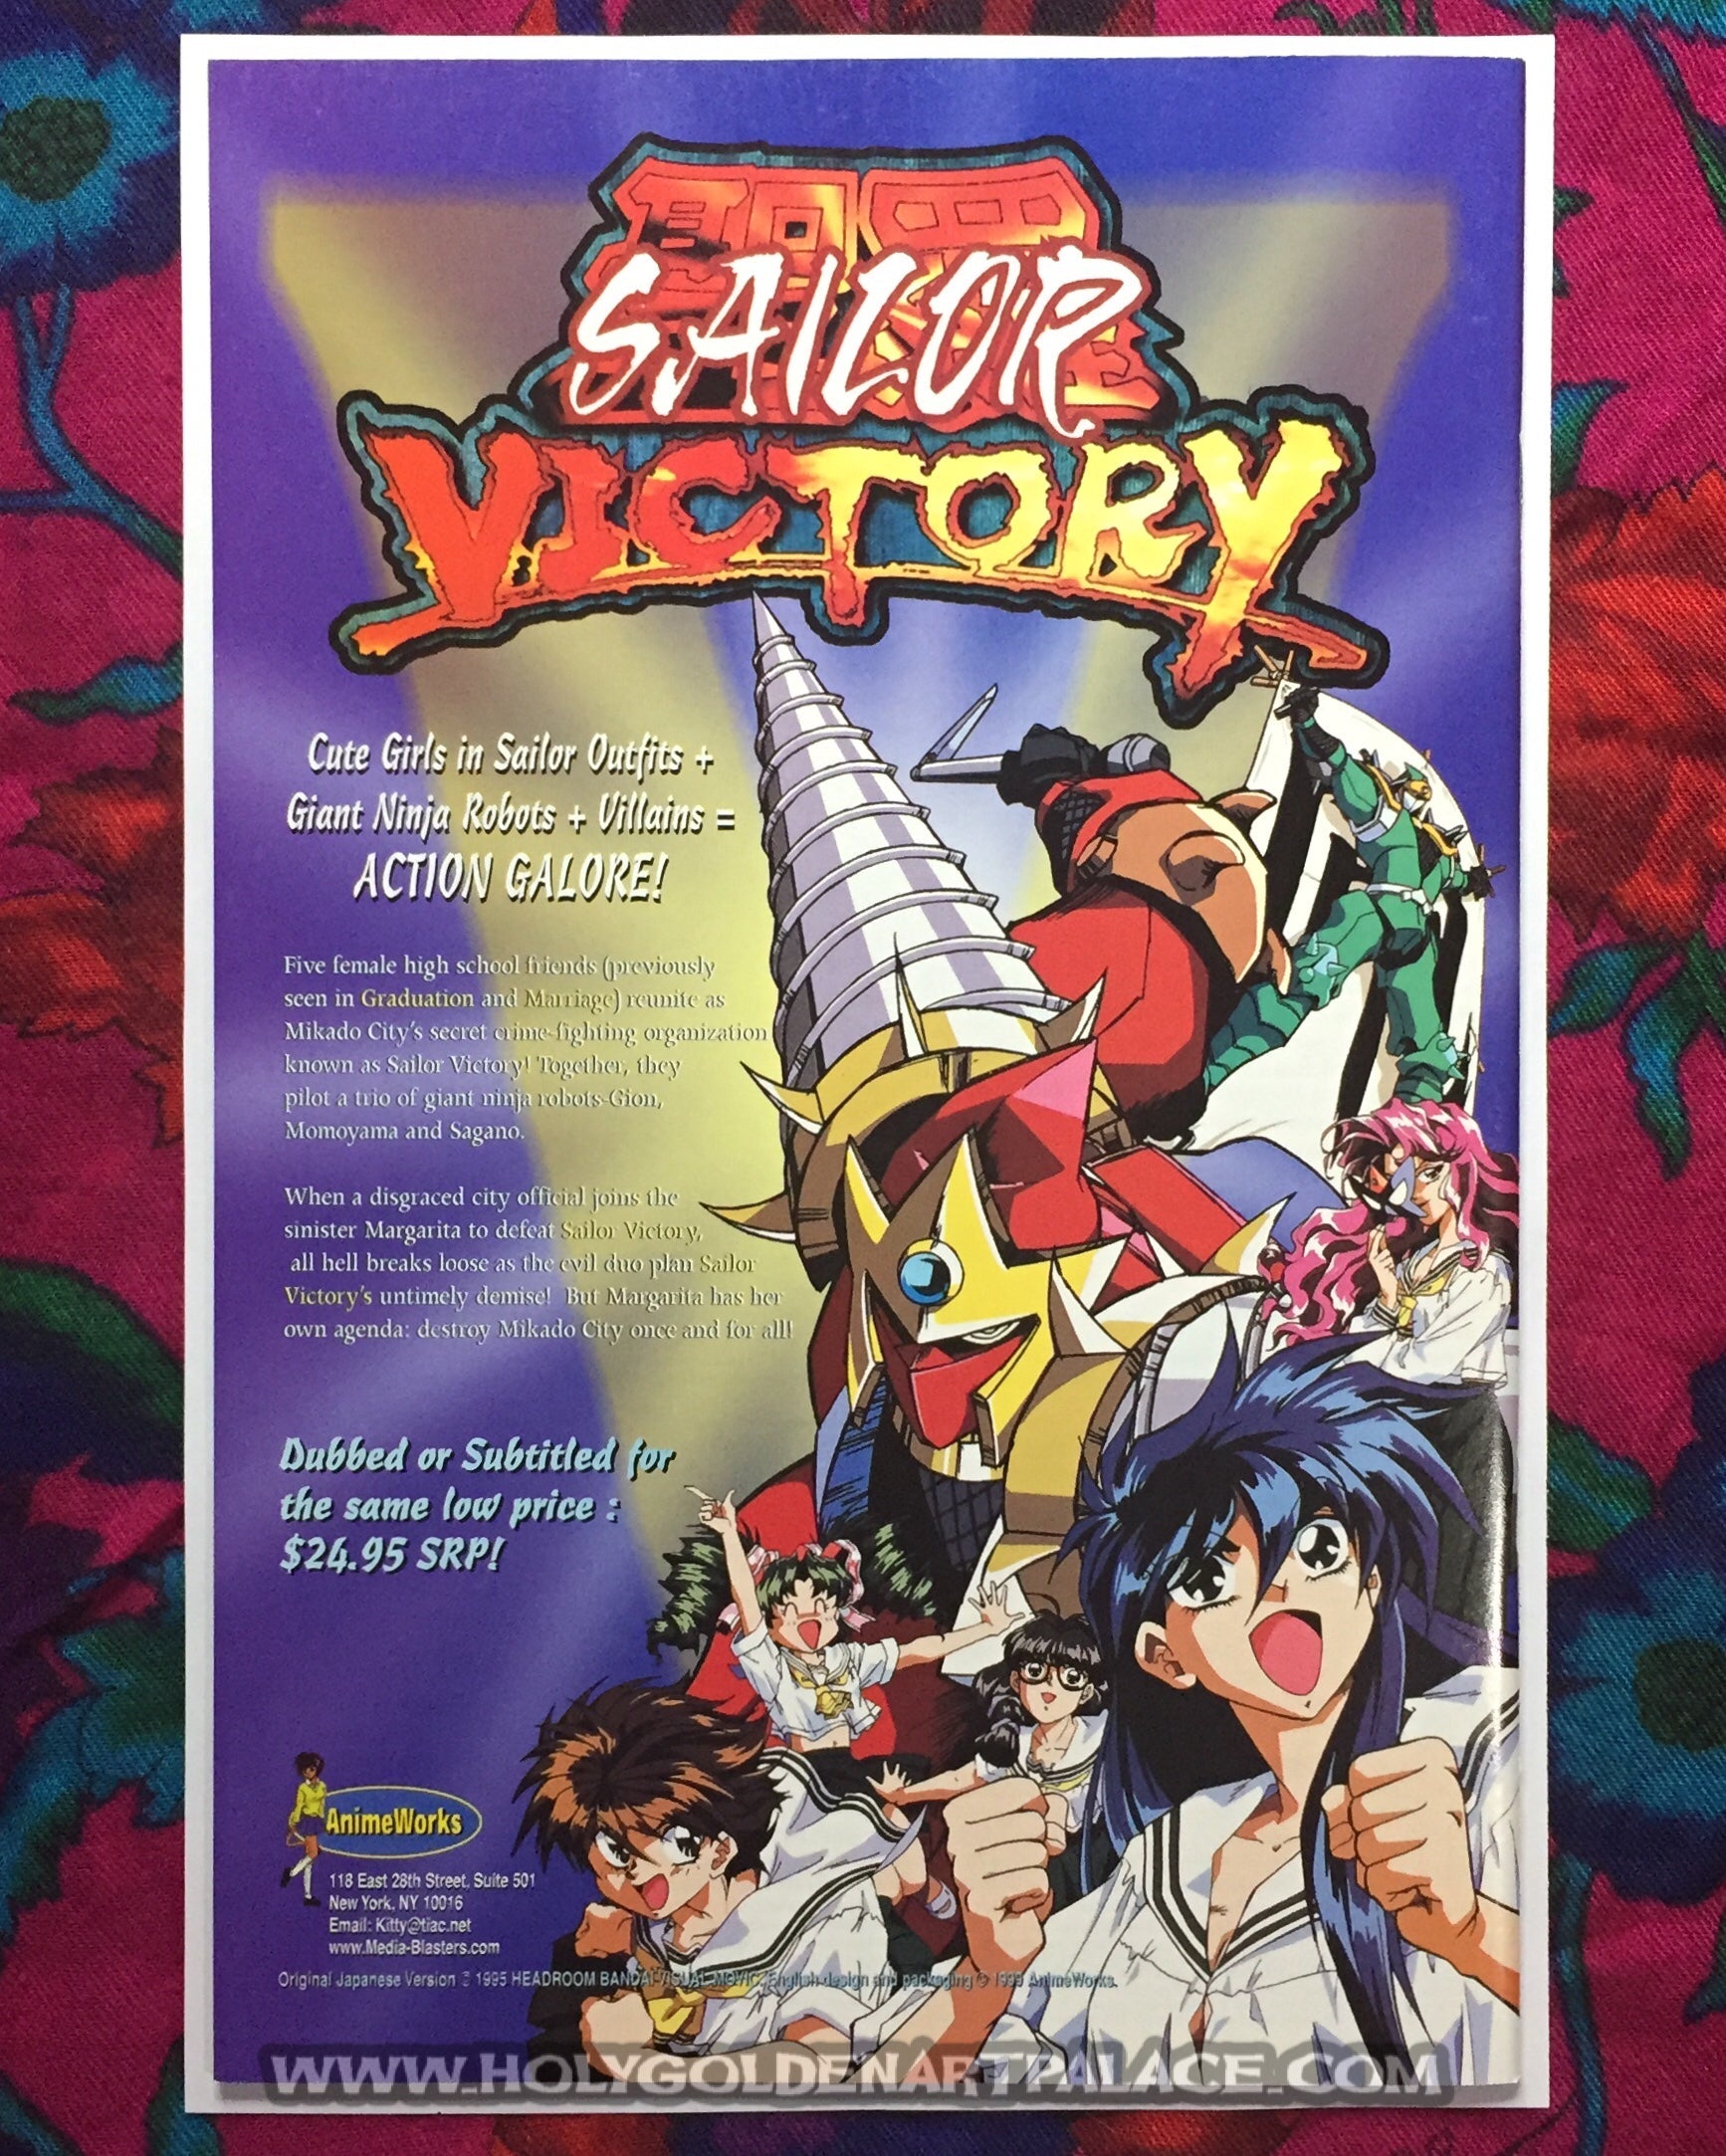 SAILOR
VICTORY
Cute Girls in Sailor Outfits +
Giant Ninja Robots + Villains =
ACTION GALORE!
Five female high school friends (previously
seen in Graduation and Marriage) reunite as
Mikado City's secret crime-fighting organization
known as Sailor Victory! Together, they
pilot a trio of giant ninja robots-Gion,
Momoyama and Sagano.
When a disgraced city official joins the
sinister Margarita to defeat Sailor Victory,
all hell breaks loose as the evil duo plan Sailor
Victory's untimely demise! But Margarita has her
own agenda: destroy Mikado City once and for all!
Dubbed or Subtitled for
the same low price :
$24.95 SRP!
AnimeWorks
118 East 28th Street, Suite 501
New York, NY 10016
Email: Kitty@tiac.net
www.Media-Blasters.com
Original Japanese Version © 1995 HEADROOM BANDAI VISUAL MOVIC. English design and packaging © 1999 AnimeWorks.
WWW.HOLYGOLDENARTPALACE.COM